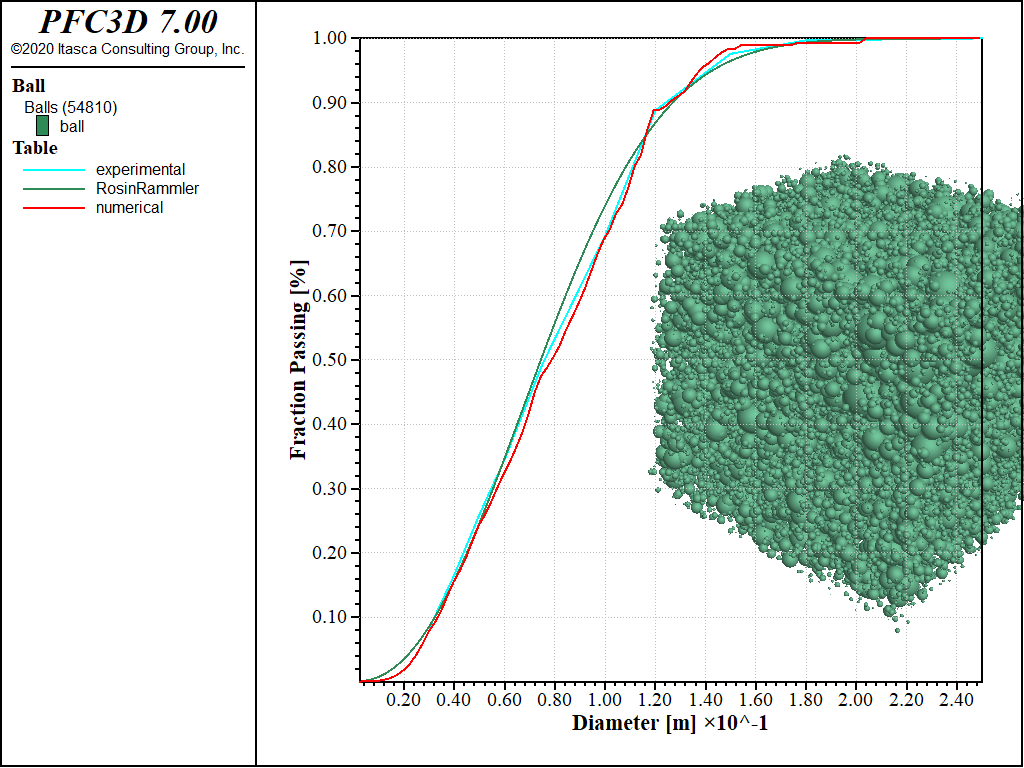 PFC3D 7.00
©2020 Itasca Consulting Group, Inc.
Ball
Balls (54810)
ball
Table
experimental
RosinRammler
numerical
Fraction Passing [%]
1.00
0.90
0.80
0.70
0.60
0.50
0.40
0.30
0.20
0.10
0.20 0.40 0.60 0.80 1.00 1.20 1.40 1.60 1.80 2.00 2.20 2.40
Diameter [m] ×10^-1